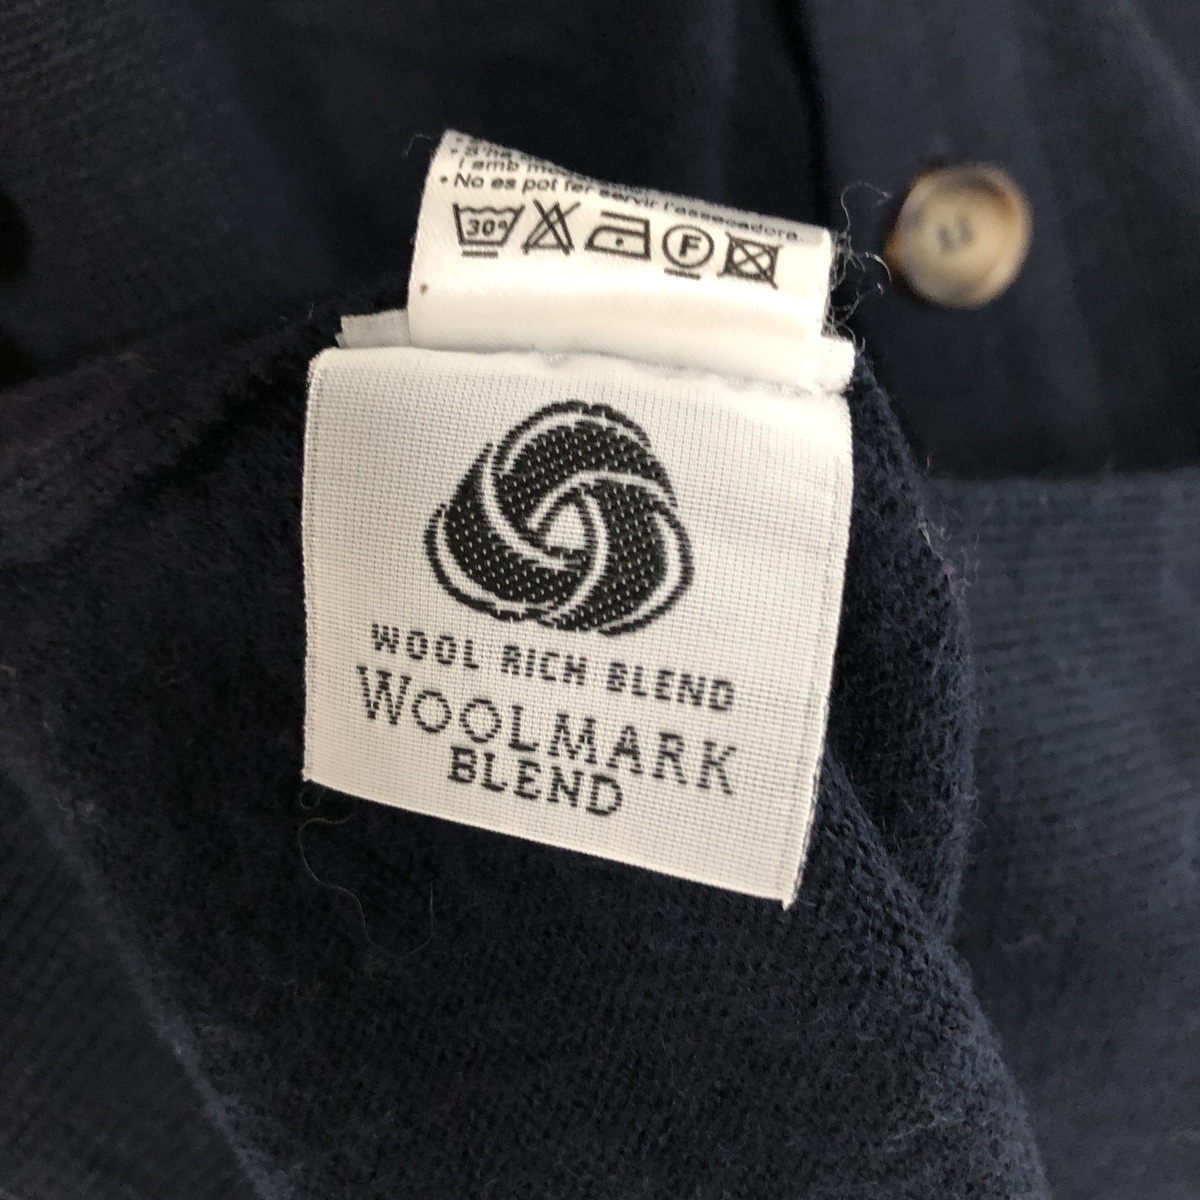 l amb
• No es pot fer servir l'assecadora.
30°
F
WOOL RICH BLEND
WOOLMARK
BLEND